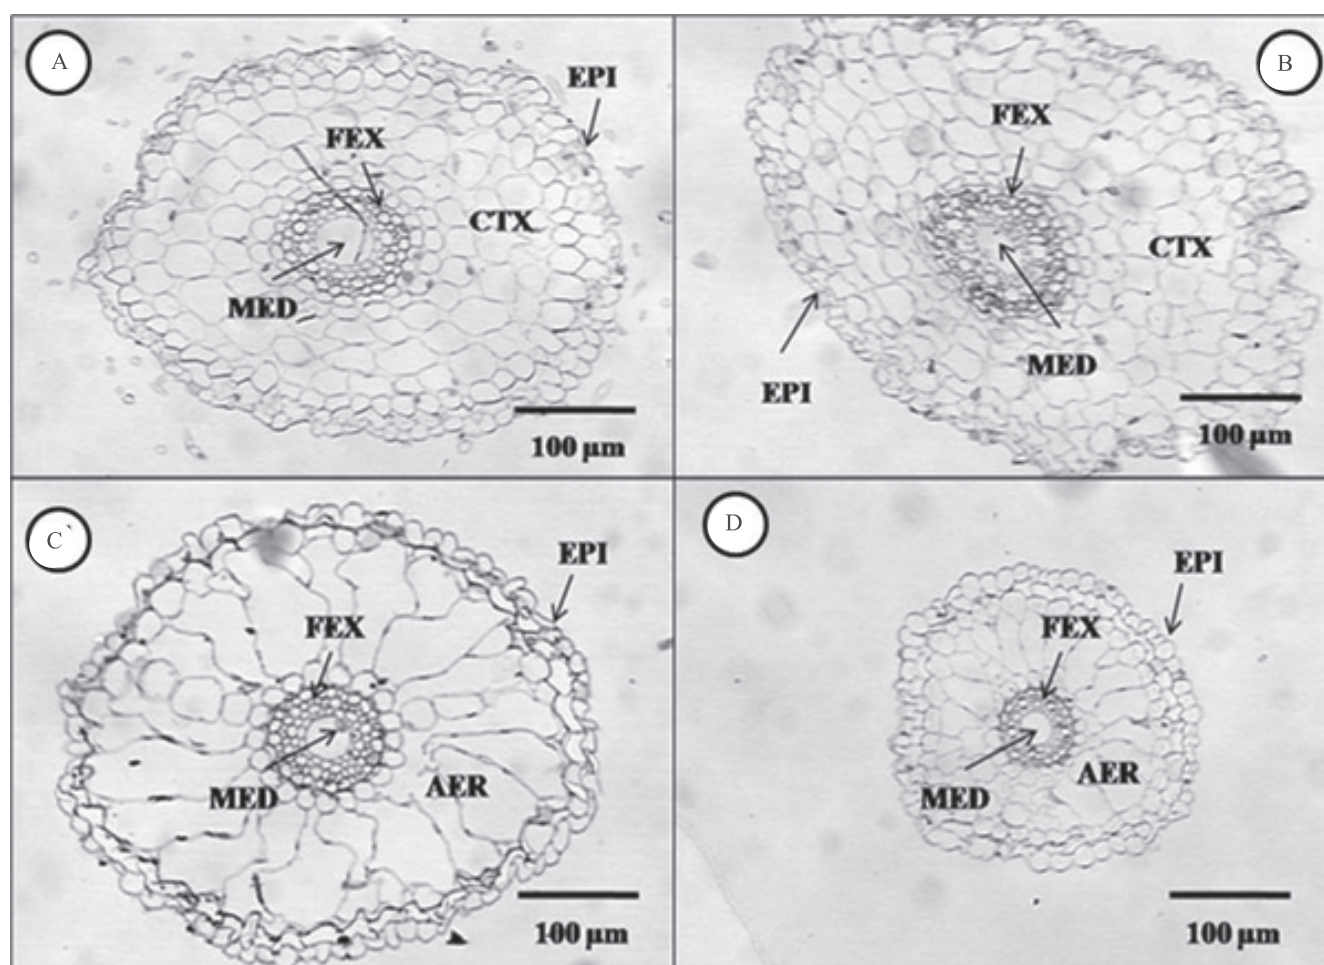 A
EPI
FEX
CTX
MED
100 µm
B
FEX
CTX
MED
EPI
100 µm
C`
EPI
FEX
AER
MED
100 µm
D
EPI
FEX
AER
MED
100 µm